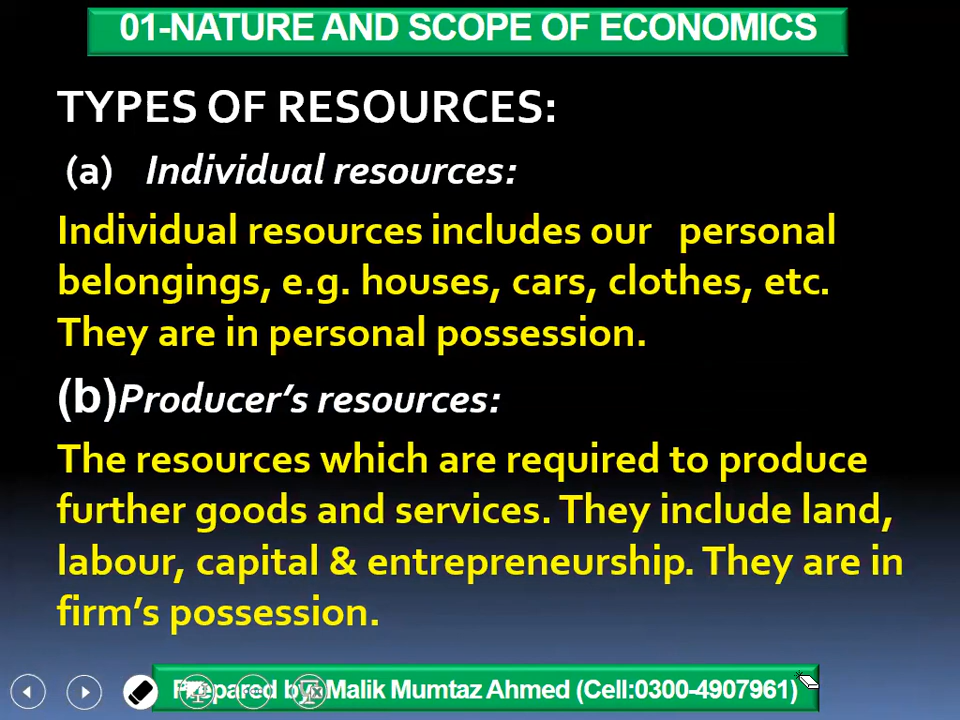 01-NATURE AND SCOPE OF ECONOMICS
TYPES OF RESOURCES:
(a) Individual resources:
Individual resources includes our personal
belongings, e.g. houses, cars, clothes, etc.
They are in personal possession.
(b)Producer’s resources:
The resources which are required to produce
further goods and services. They include land,
labour, capital & entrepreneurship. They are in
firm’s possession.
Prepared by: Malik Mumtaz Ahmed (Cell:0300-4907961)